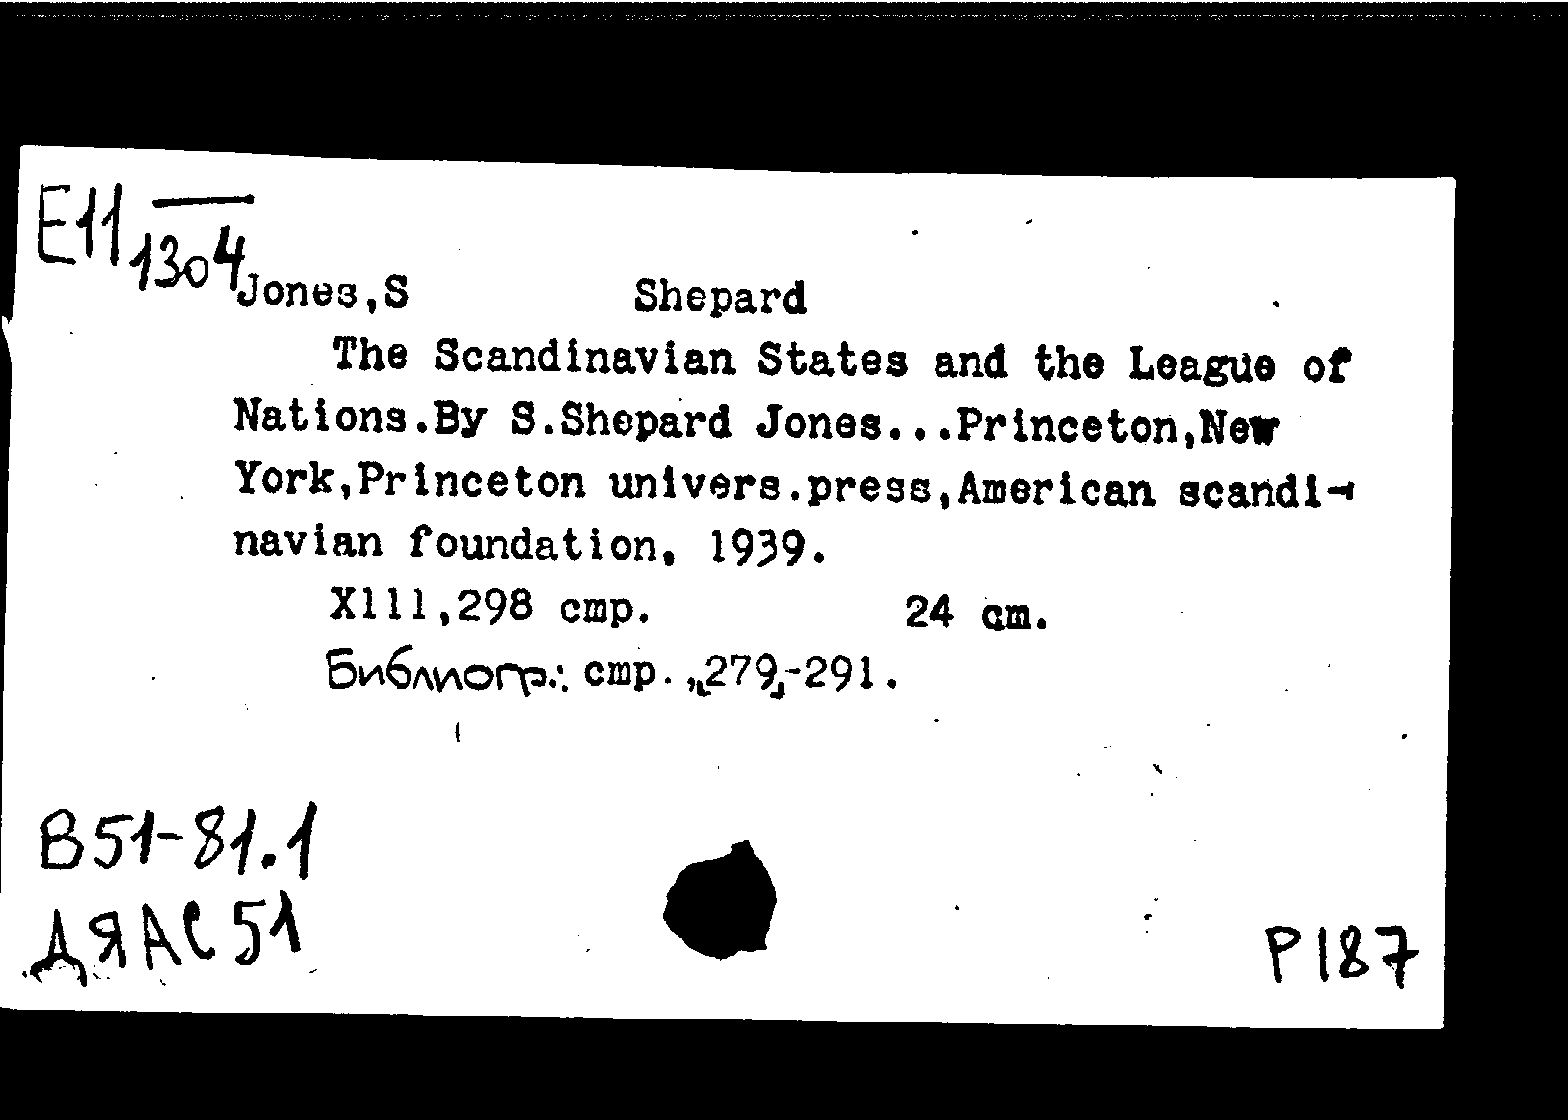 E11 1304
Jones,S Shepard
The Scandinavian States and the League of
Nations.By S.Shepard Jones...Princeton,New
York,Princeton univers.press,American scandi-
navian foundation, 1939.
X111,298 cmp. 24 cm.
Библиогр.: cmp. „279„-291.
B51-81.1
ДЯАС51
P187